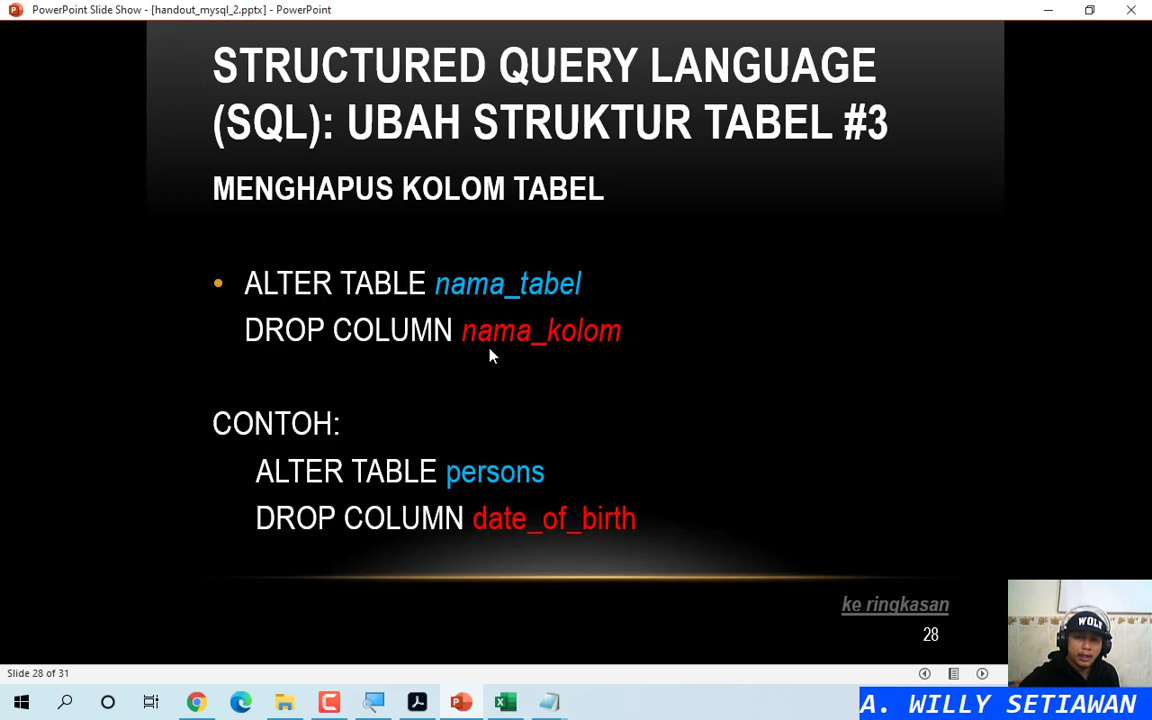 PowerPoint Slide Show - [handout_mysql_2.pptx] - PowerPoint
STRUCTURED QUERY LANGUAGE
(SQL): UBAH STRUKTUR TABEL #3
MENGHAPUS KOLOM TABEL
• ALTER TABLE nama_tabel
DROP COLUMN nama_kolom
CONTOH:
ALTER TABLE persons
DROP COLUMN date_of_birth
ke ringkasan
28
WOLV
Slide 28 of 31
A. WILLY SETIAWAN